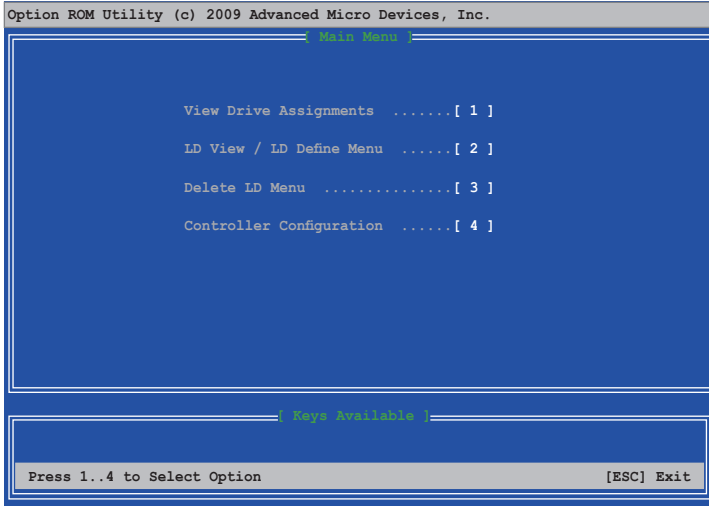 Option ROM Utility (c) 2009 Advanced Micro Devices, Inc.
[ Main Menu ]
View Drive Assignments .......[ 1 ]
LD View / LD Define Menu ......[ 2 ]
Delete LD Menu ...............[ 3 ]
Controller Configuration ......[ 4 ]
[ Keys Available ]
Press 1..4 to Select Option [ESC] Exit